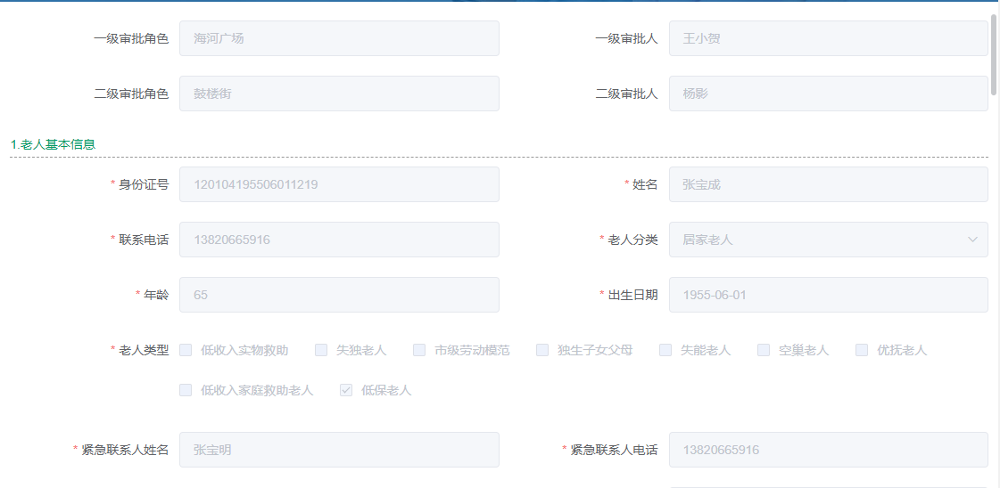 一级审批角色 海河广场 一级审批人 王小贺
二级审批角色 鼓楼街 二级审批人 杨影
1.老人基本信息
* 身份证号 120104195506011219 * 姓名 张宝成
* 联系电话 13820665916 * 老人分类 居家老人
* 年龄 65 * 出生日期 1955-06-01
* 老人类型 低收入实物救助 失独老人 市级劳动模范 独生子女父母 失能老人 空巢老人 优抚老人
低收入家庭救助老人 低保老人
* 紧急联系人姓名 张宝明 * 紧急联系人电话 13820665916